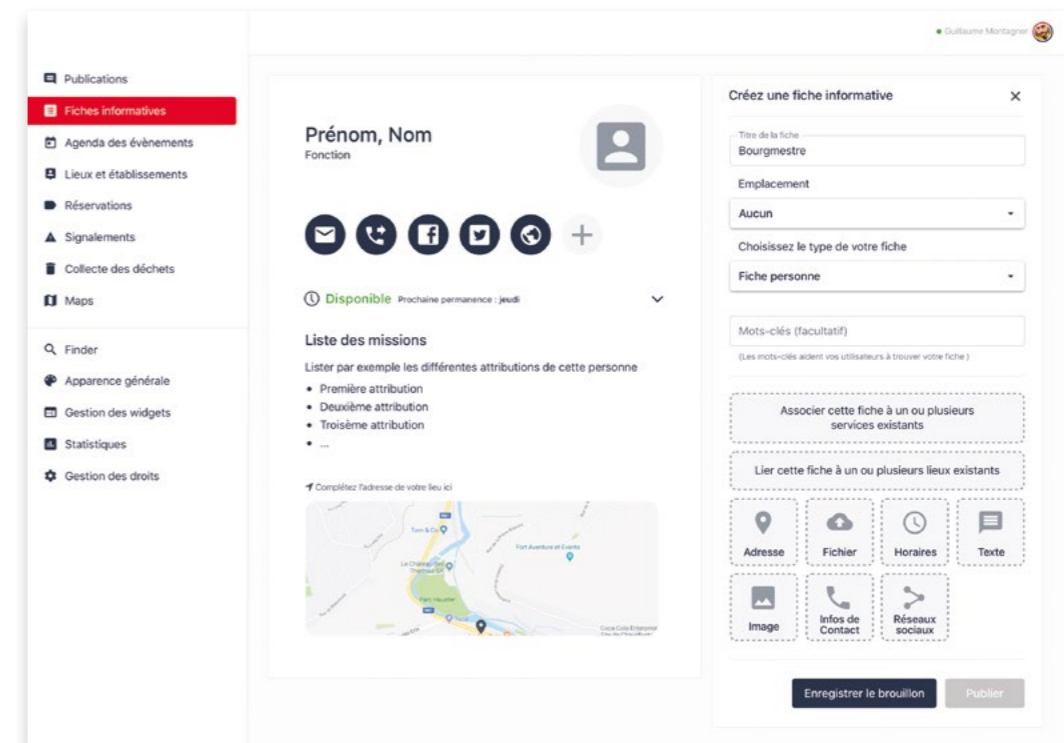 Guillaume Montagner
Publications
Fiches informatives
Agenda des évènements
Lieux et établissements
Réservations
Signalements
Collecte des déchets
Maps
Finder
Apparence générale
Gestion des widgets
Statistiques
Gestion des droits
Prénom, Nom
Fonction
Disponible Prochaine permanence : jeudi
Liste des missions
Lister par exemple les différentes attributions de cette personne
• Première attribution
• Deuxième attribution
• Troisème attribution
• ...
Complétez l'adresse de votre lieu ici
Tom & Co
Fort Aventure et Events
Parc Hauster
Créez une fiche informative
Titre de la fiche
Bourgmestre
Emplacement
Aucun
Choisissez le type de votre fiche
Fiche personne
Mots-clés (facultatif)
(Les mots-clés aident vos utilisateurs à trouver votre fiche )
Associer cette fiche à un ou plusieurs
services existants
Lier cette fiche à un ou plusieurs lieux existants
Adresse
Fichier
Horaires
Texte
Image
Infos de
Contact
Réseaux
sociaux
Enregistrer le brouillon
Publier